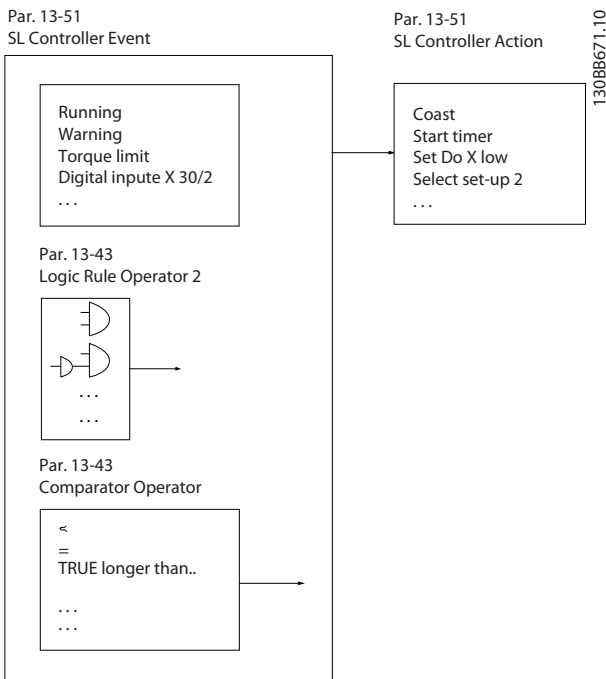 Par. 13-51
SL Controller Event
Par. 13-51
SL Controller Action
130BB671.10
Running
Warning
Torque limit
Digital inpute X 30/2
. . .
Coast
Start timer
Set Do X low
Select set-up 2
. . .
Par. 13-43
Logic Rule Operator 2
. . .
. . .
Par. 13-43
Comparator Operator
<
=
TRUE longer than..
. . .
. . .